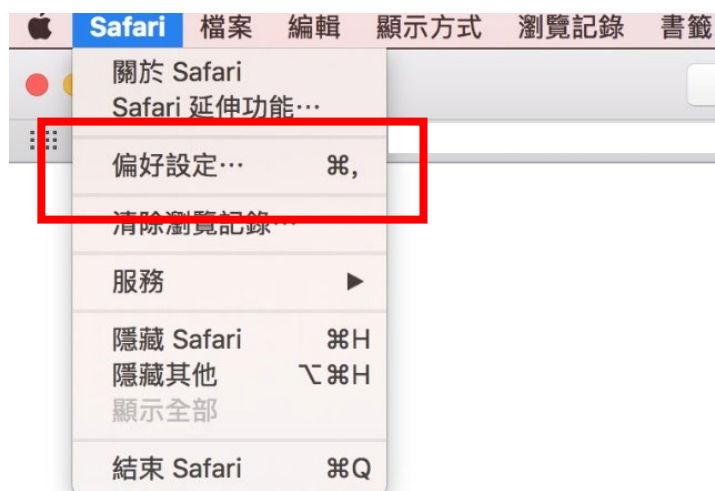 Safari 檔案 編輯 顯示方式 瀏覽記錄 書籤
關於 Safari
Safari 延伸功能…
偏好設定… ⌘,
清除瀏覽記錄…
服務 ▶
隱藏 Safari ⌘H
隱藏其他 ⌥⌘H
顯示全部
結束 Safari ⌘Q